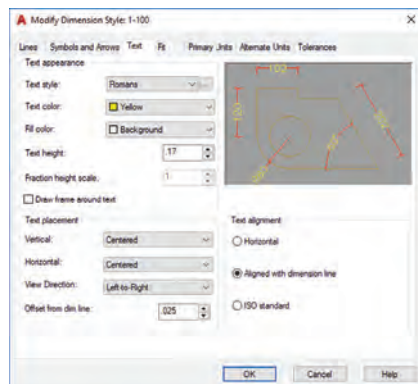 A Modify Dimension Style: 1-100
Lines Symbols and Arrows Text Fit Primary Units Alternate Units Tolerances
Text appearance
Text style: Romans
Text color: Yellow
Fill color: Background
Text height: .17
Fraction height scale: 1
Draw frame around text
100
120
Text placement
Vertical: Centered
Horizontal: Centered
View Direction: Left-to-Right
Offset from dim line: .025
Text alignment
Horizontal
Aligned with dimension line
ISO standard
OK Cancel Help